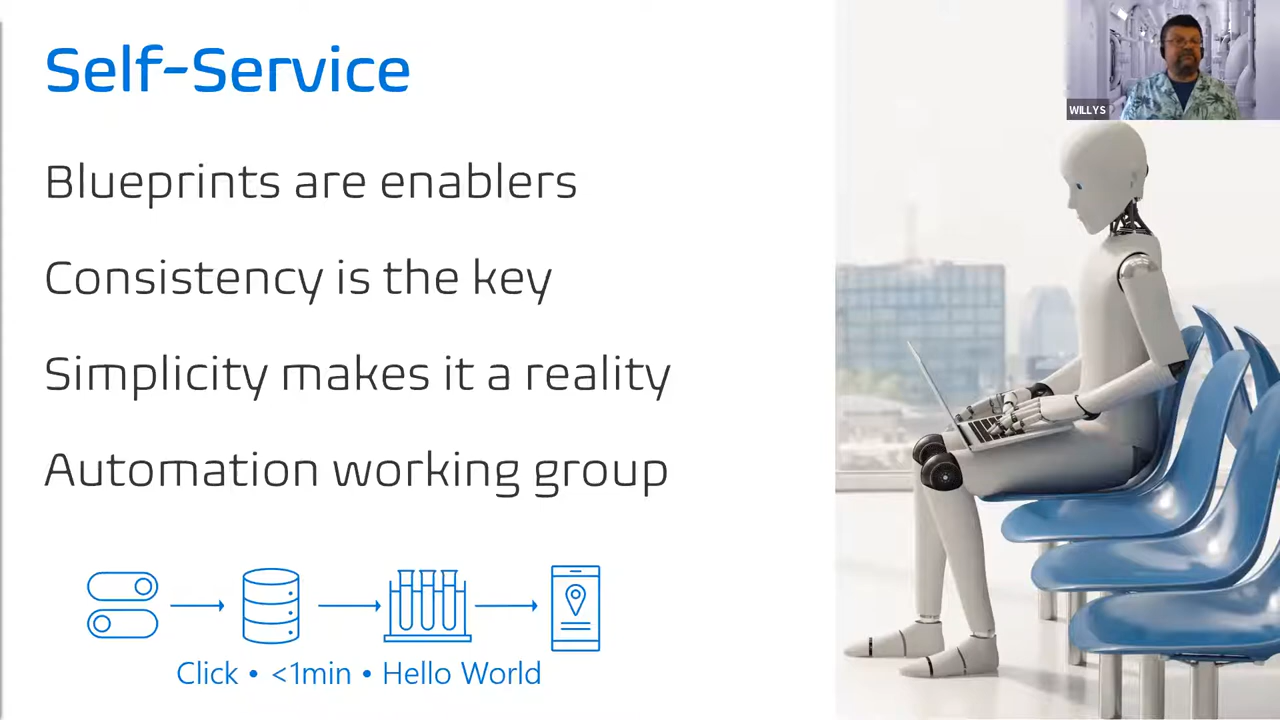 Self-Service
WILLYS
Blueprints are enablers
Consistency is the key
Simplicity makes it a reality
Automation working group
Click • <1min • Hello World